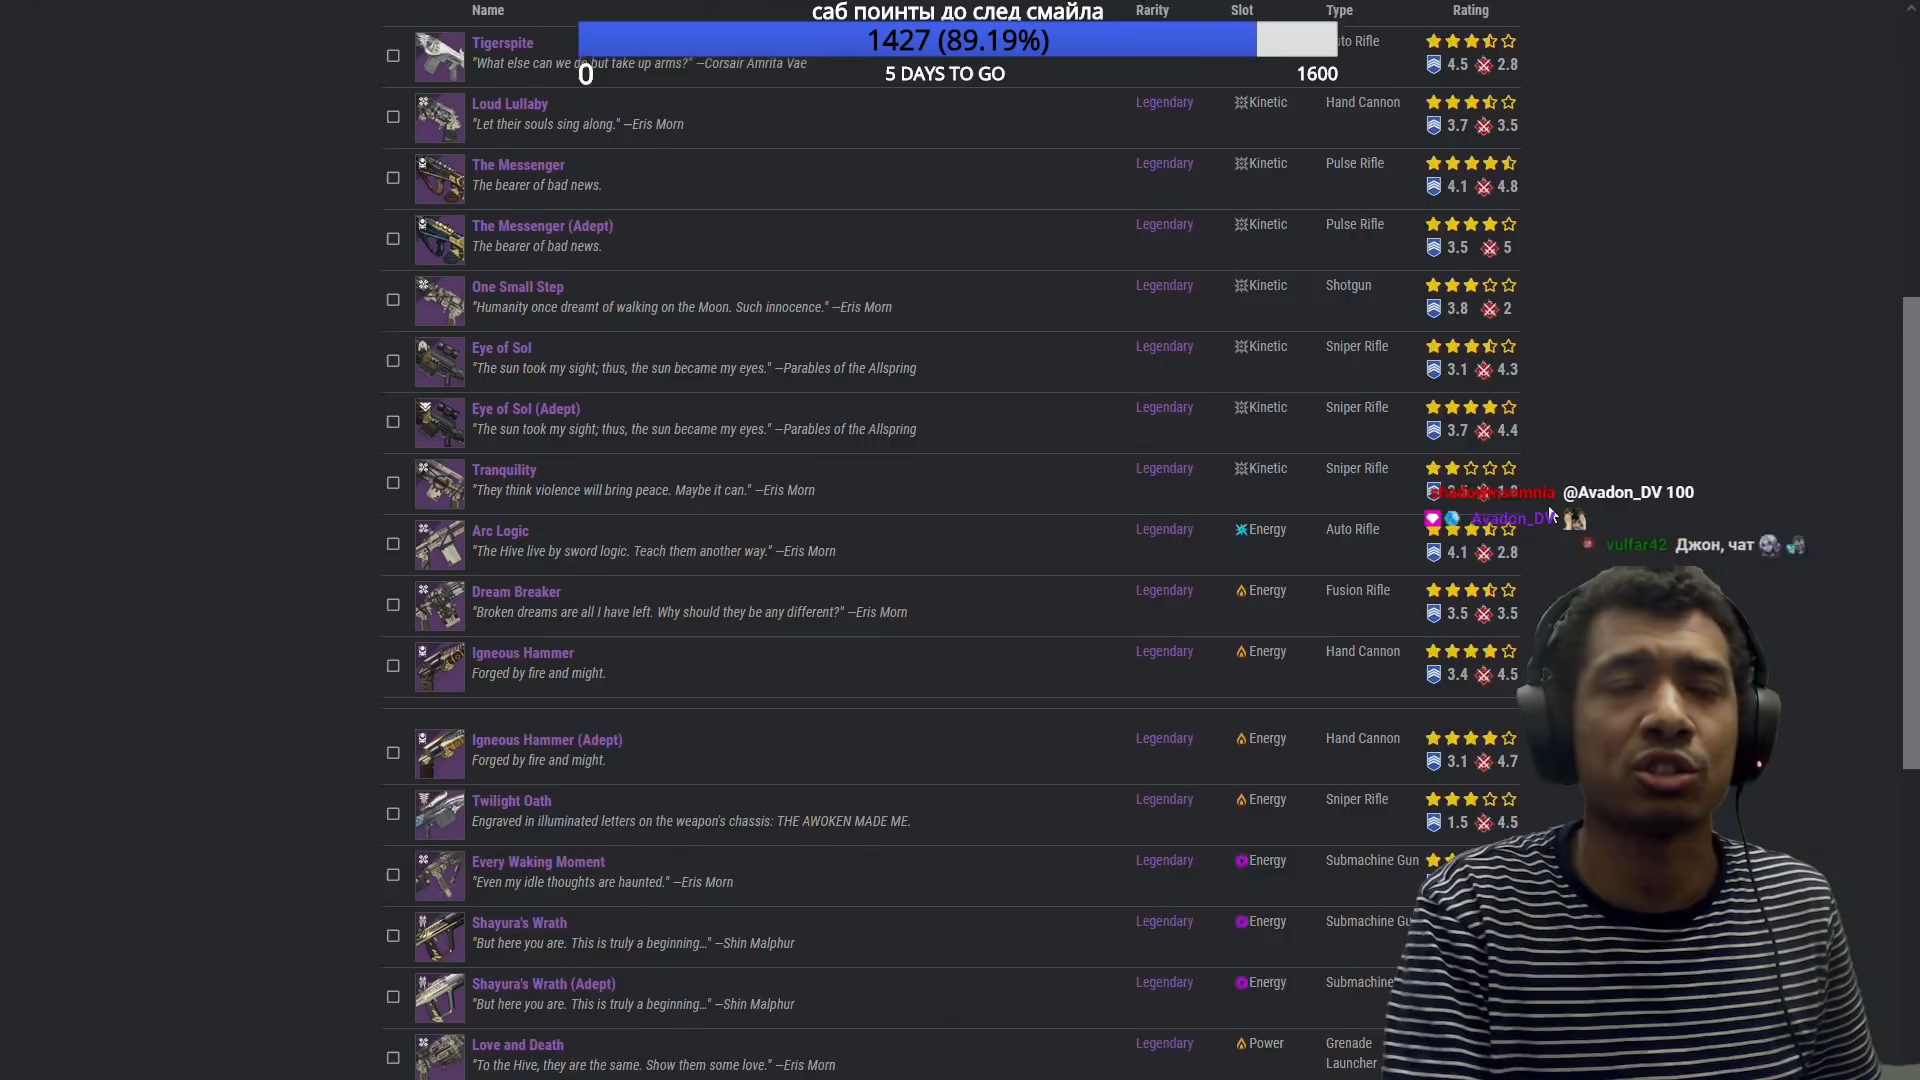 Name Rarity Slot Type Rating
саб поинты до след смайла
1427 (89.19%)
0 5 DAYS TO GO 1600
Tigerspite
"What else can we do but take up arms?" —Corsair Amrita Vae
4.5 2.8
Loud Lullaby Legendary Kinetic Hand Cannon
"Let their souls sing along." —Eris Morn 3.7 3.5
The Messenger Legendary Kinetic Pulse Rifle
The bearer of bad news. 4.1 4.8
The Messenger (Adept) Legendary Kinetic Pulse Rifle
The bearer of bad news. 3.5 5
One Small Step Legendary Kinetic Shotgun
"Humanity once dreamt of walking on the Moon. Such innocence." —Eris Morn 3.8 2
Eye of Sol Legendary Kinetic Sniper Rifle
"The sun took my sight; thus, the sun became my eyes." —Parables of the Allspring 3.1 4.3
Eye of Sol (Adept) Legendary Kinetic Sniper Rifle
"The sun took my sight; thus, the sun became my eyes." —Parables of the Allspring 3.7 4.4
Tranquility Legendary Kinetic Sniper Rifle
"They think violence will bring peace. Maybe it can." —Eris Morn
@Avadon_DV 100
Avadon_DV
Arc Logic Legendary Energy Auto Rifle
"The Hive live by sword logic. Teach them another way." —Eris Morn 4.1 2.8
vulfar42 Джон, чат
Dream Breaker Legendary Energy Fusion Rifle
"Broken dreams are all I have left. Why should they be any different?" —Eris Morn 3.5 3.5
Igneous Hammer Legendary Energy Hand Cannon
Forged by fire and might. 3.4 4.5
Igneous Hammer (Adept) Legendary Energy Hand Cannon
Forged by fire and might. 3.1 4.7
Twilight Oath Legendary Energy Sniper Rifle
Engraved in illuminated letters on the weapon's chassis: THE AWOKEN MADE ME. 1.5 4.5
Every Waking Moment Legendary Energy Submachine Gun
"Even my idle thoughts are haunted." —Eris Morn
Shayura's Wrath Legendary Energy Submachine Gu
"But here you are. This is truly a beginning…" —Shin Malphur
Shayura's Wrath (Adept) Legendary Energy Submachine
"But here you are. This is truly a beginning…" —Shin Malphur
Love and Death Legendary Power Grenade
"To the Hive, they are the same. Show them some love." —Eris Morn Launcher